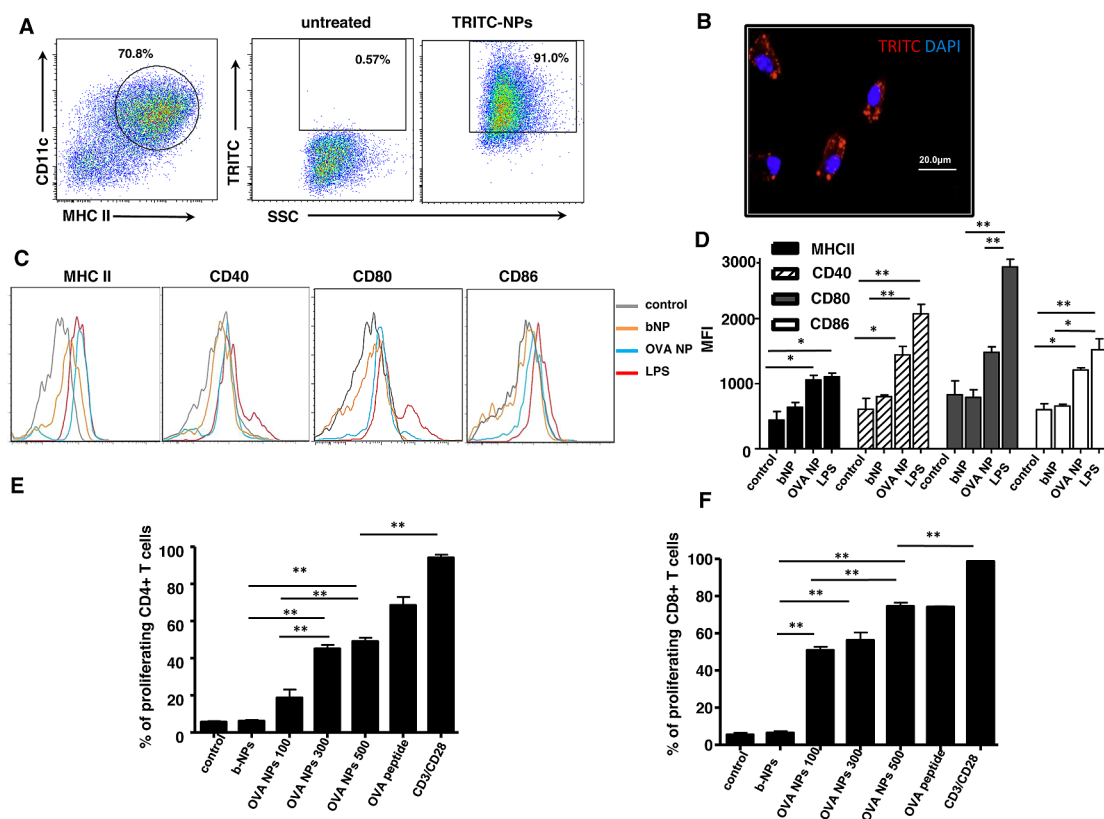 A
untreated
TRITC-NPs
70.8%
0.57%
91.0%
CD11c
TRITC
MHC II
SSC
B
TRITC DAPI
20.0µm
C
MHC II
CD40
CD80
CD86
control
bNP
OVA NP
LPS
D
MHCII
CD40
CD80
CD86
MFI
3000
2000
1000
0
** ** ** ** * * * * ** * *
control bNP OVA NP LPS control bNP OVA NP LPS control bNP OVA NP LPS control bNP OVA NP LPS
E
% of proliferating CD4+ T cells
100
80
60
40
20
0
**
**
**
**
**
control b-NPs OVA NPs 100 OVA NPs 300 OVA NPs 500 OVA peptide CD3/CD28
F
% of proliferating CD8+ T cells
100
80
60
40
20
0
**
**
**
**
**
control b-NPs OVA NPs 100 OVA NPs 300 OVA NPs 500 OVA peptide CD3/CD28